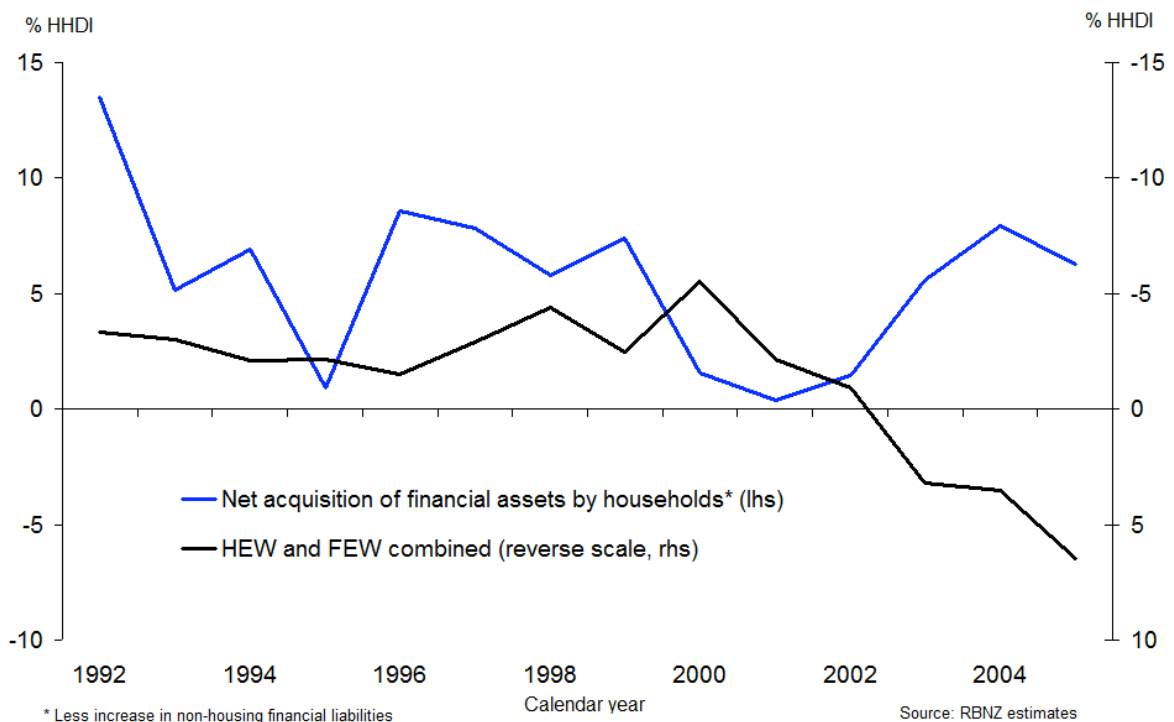 % HHDI
% HHDI
15
-15
10
-10
5
-5
0
0
-5
5
-10
10
Net acquisition of financial assets by households* (lhs)
HEW and FEW combined (reverse scale, rhs)
1992
1994
1996
1998
2000
2002
2004
Calendar year
* Less increase in non-housing financial liabilities
Source: RBNZ estimates